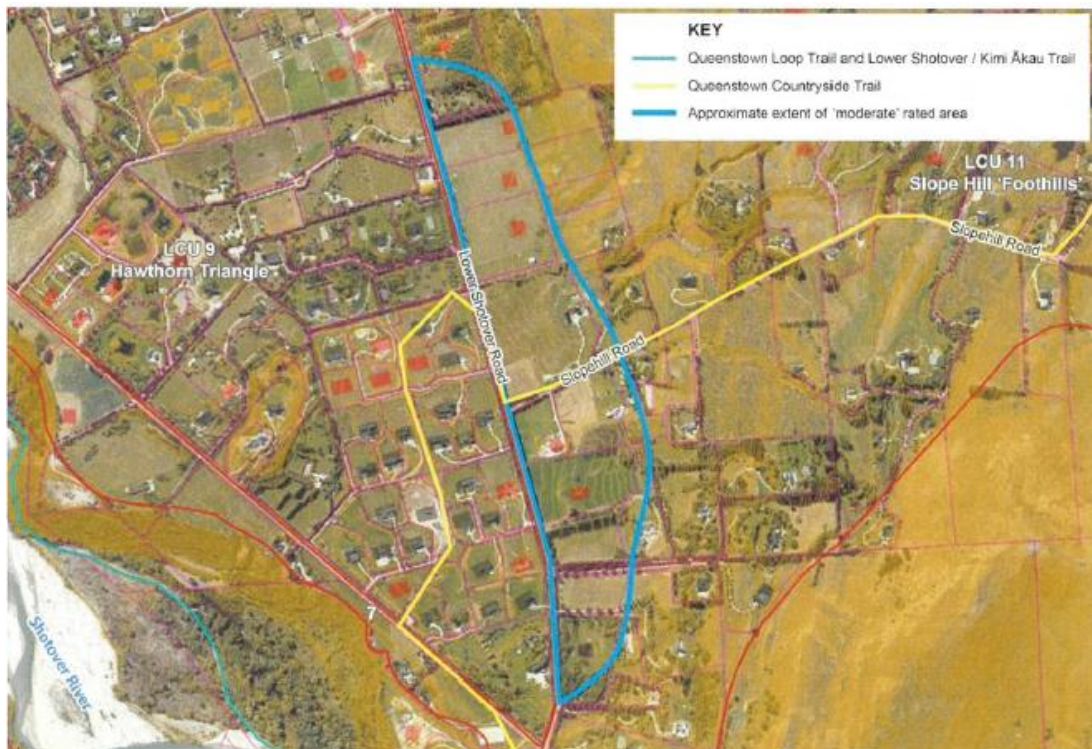 KEY
Queenstown Loop Trail and Lower Shotover / Kimi Ākau Trail
Queenstown Countryside Trail
Approximate extent of 'moderate' rated area
LCU 11
Slope Hill 'Foothills'
Slopehill Road
LCU 9
Hawthorn Triangle
Lower Shotover Road
Slopehill Road
7
Shotover River